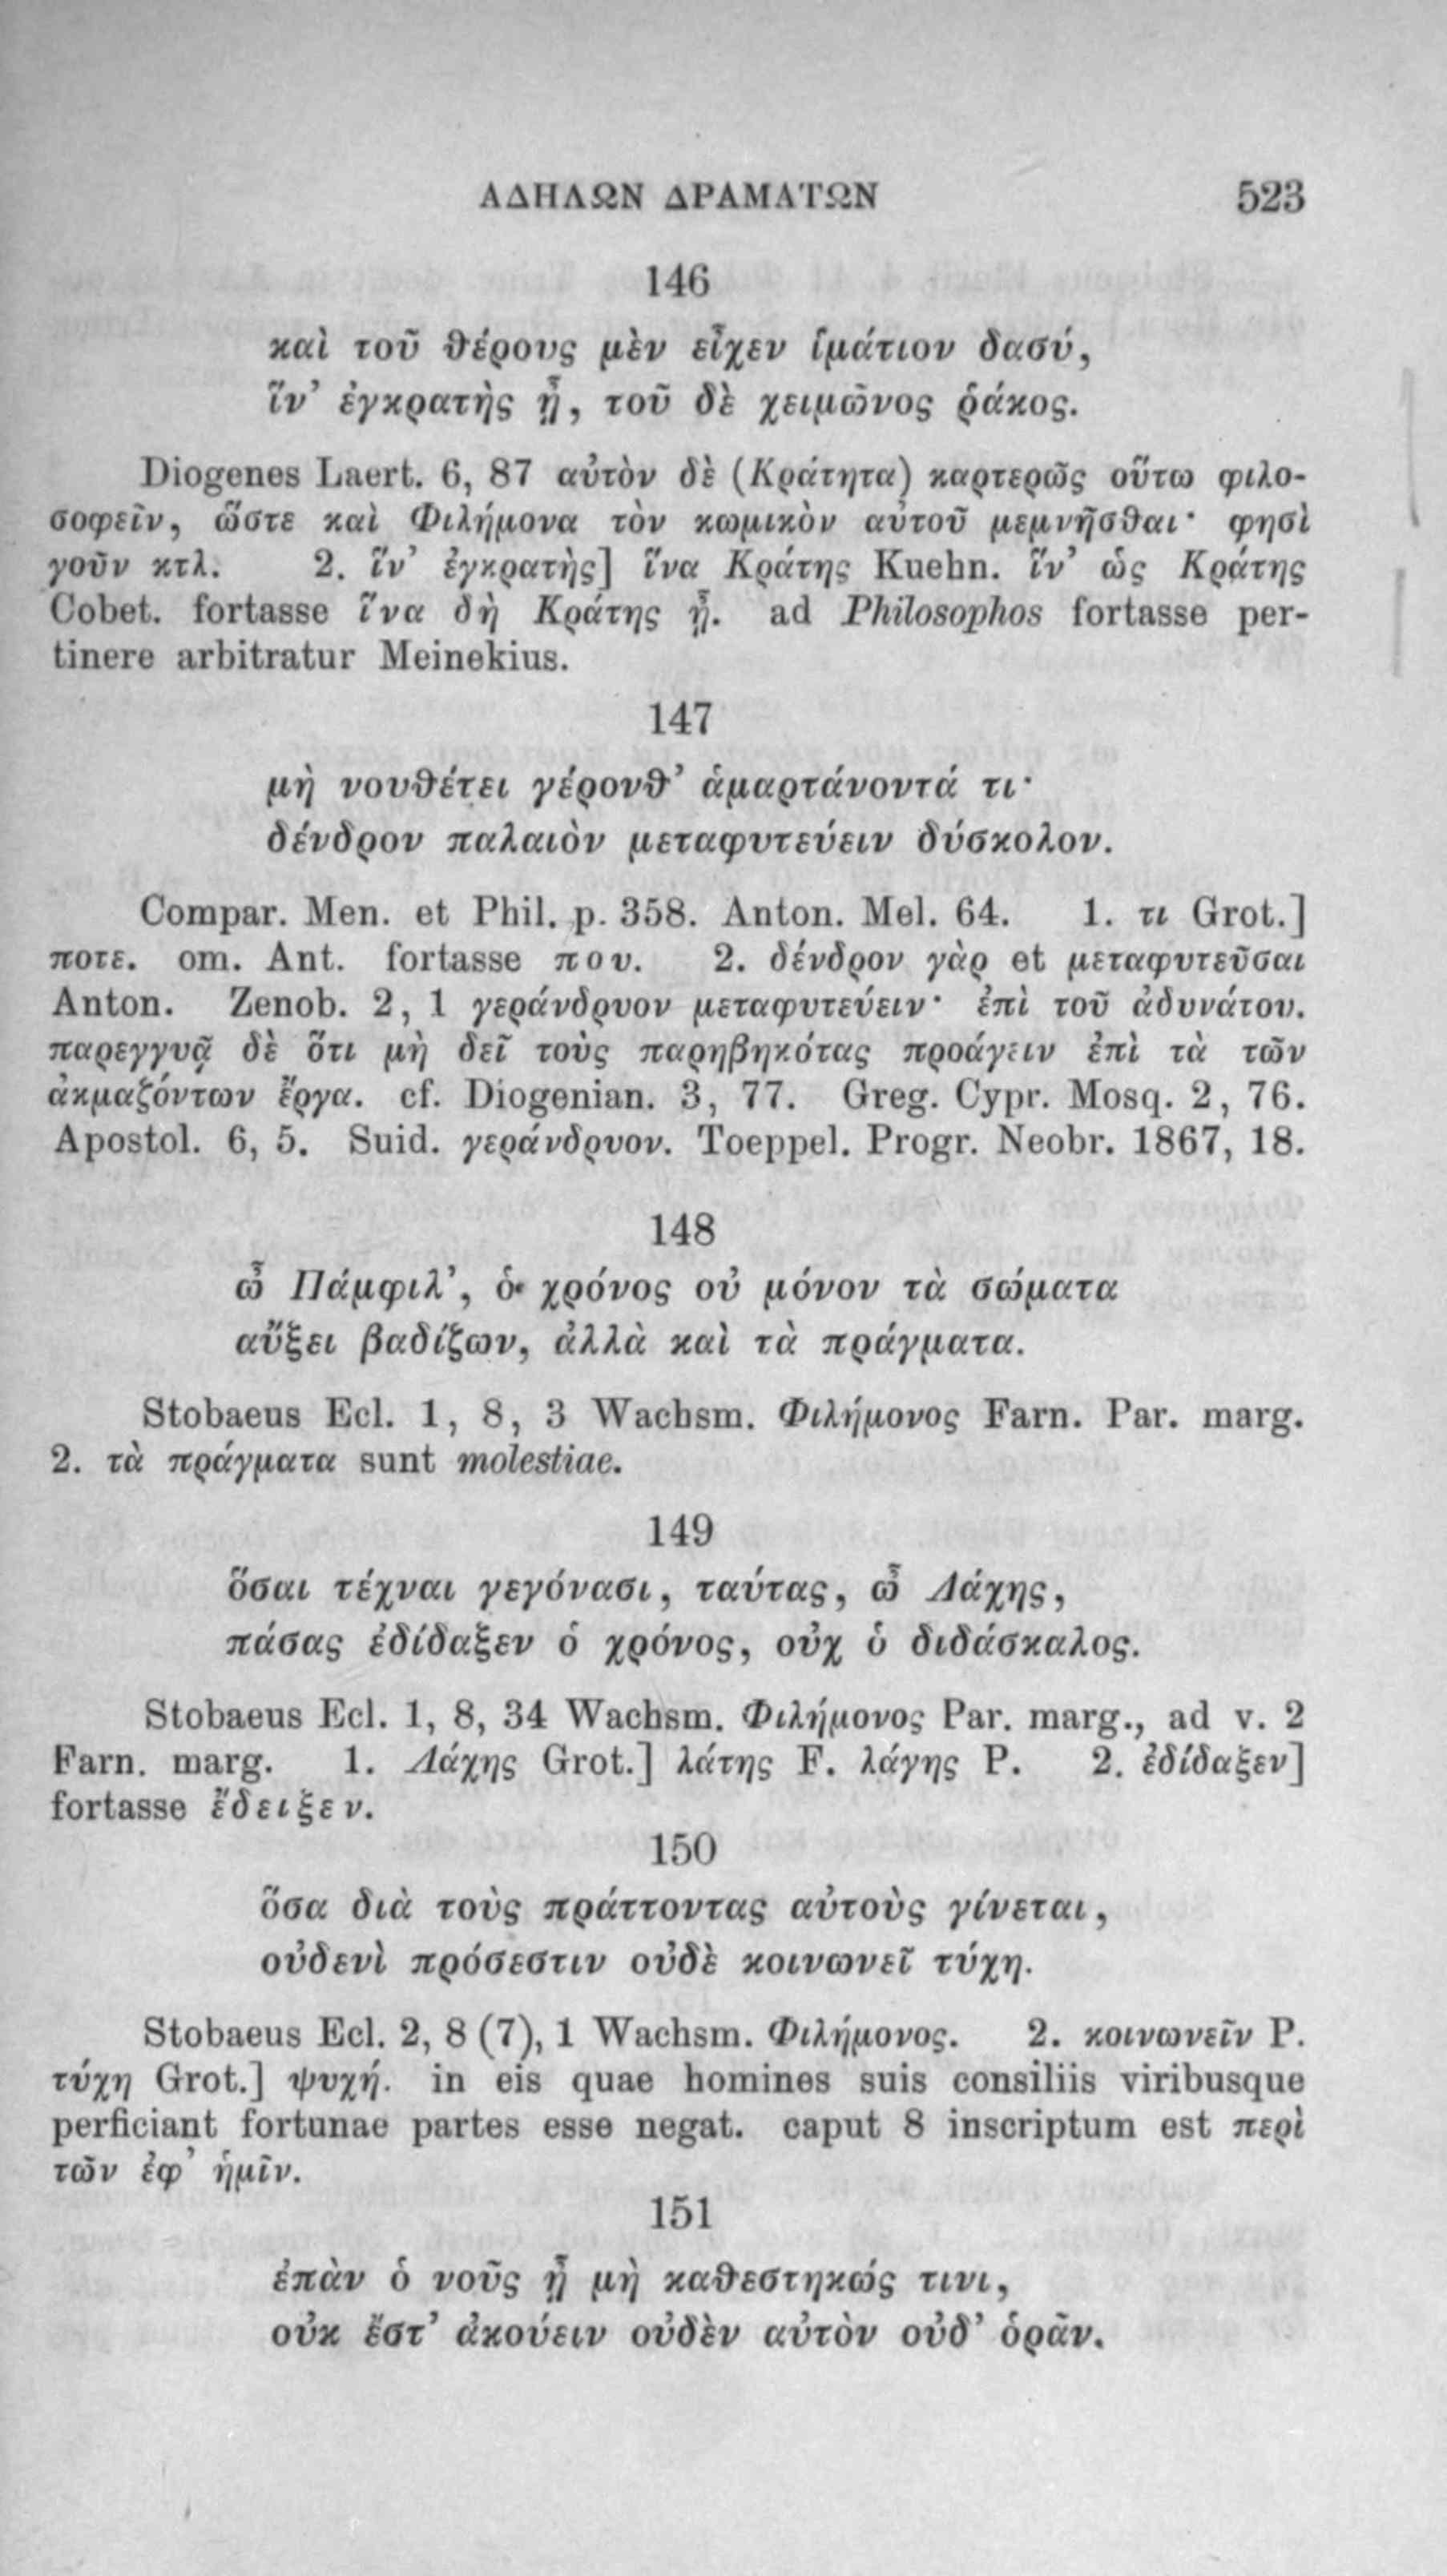 ΑΔΗΛΩΝ ΔΡΑΜΑΤΩΝ 523
146
καὶ τοῦ θέρους μὲν εἶχεν ἱμάτιον δασύ,
ἵν' ἐγκρατὴς ᾖ, τοῦ δὲ χειμῶνος ῥάκος.
Diogenes Laert. 6, 87 αὐτὸν δὲ (Κράτητα) καρτερῶς οὕτω φιλο-
σοφεῖν, ὥστε καὶ Φιλήμονα τὸν κωμικὸν αὐτοῦ μεμνῆσθαι· φησὶ
γοῦν κτλ. 2. ἵν' ἐγκρατὴς] ἵνα Κράτης Kuehn. ἵν' ὡς Κράτης
Cobet. fortasse ἵνα δὴ Κράτης ᾖ. ad Philosophos fortasse per-
tinere arbitratur Meinekius.
147
μὴ νουθέτει γέρονθ' ἁμαρτάνοντά τι·
δένδρον παλαιὸν μεταφυτεύειν δύσκολον.
Compar. Men. et Phil. p. 358. Anton. Mel. 64. 1. τι Grot.]
ποτε. om. Ant. fortasse που. 2. δένδρον γὰρ et μεταφυτεῦσαι
Anton. Zenob. 2, 1 γεράνδρυον μεταφυτεύειν· ἐπὶ τοῦ ἀδυνάτου.
παρεγγυᾷ δὲ ὅτι μὴ δεῖ τοὺς παρηβηκότας προάγειν ἐπὶ τὰ τῶν
ἀκμαζόντων ἔργα. cf. Diogenian. 3, 77. Greg. Cypr. Mosq. 2, 76.
Apostol. 6, 5. Suid. γεράνδρυον. Toeppel. Progr. Neobr. 1867, 18.
148
ὦ Πάμφιλ', ὁ χρόνος οὐ μόνον τὰ σώματα
αὔξει βαδίζων, ἀλλὰ καὶ τὰ πράγματα.
Stobaeus Ecl. 1, 8, 3 Wachsm. Φιλήμονος Farn. Par. marg.
2. τὰ πράγματα sunt molestiae.
149
ὅσαι τέχναι γεγόνασι, ταύτας, ὦ Λάχης,
πάσας ἐδίδαξεν ὁ χρόνος, οὐχ ὁ διδάσκαλος.
Stobaeus Ecl. 1, 8, 34 Wachsm. Φιλήμονος Par. marg., ad v. 2
Farn. marg. 1. Λάχης Grot.] λάτης F. λάγης P. 2. ἐδίδαξεν]
fortasse ἔδειξεν.
150
ὅσα διὰ τοὺς πράττοντας αὐτοὺς γίνεται,
οὐδενὶ πρόσεστιν οὐδὲ κοινωνεῖ τύχη.
Stobaeus Ecl. 2, 8 (7), 1 Wachsm. Φιλήμονος. 2. κοινωνεῖν P.
τύχη Grot.] ψυχή. in eis quae homines suis consiliis viribusque
perficiant fortunae partes esse negat. caput 8 inscriptum est περὶ
τῶν ἐφ' ἡμῖν.
151
ἐπὰν ὁ νοῦς ᾖ μὴ καθεστηκώς τινι,
οὐκ ἔστ' ἀκούειν οὐδὲν αὐτὸν οὐδ' ὁρᾶν.